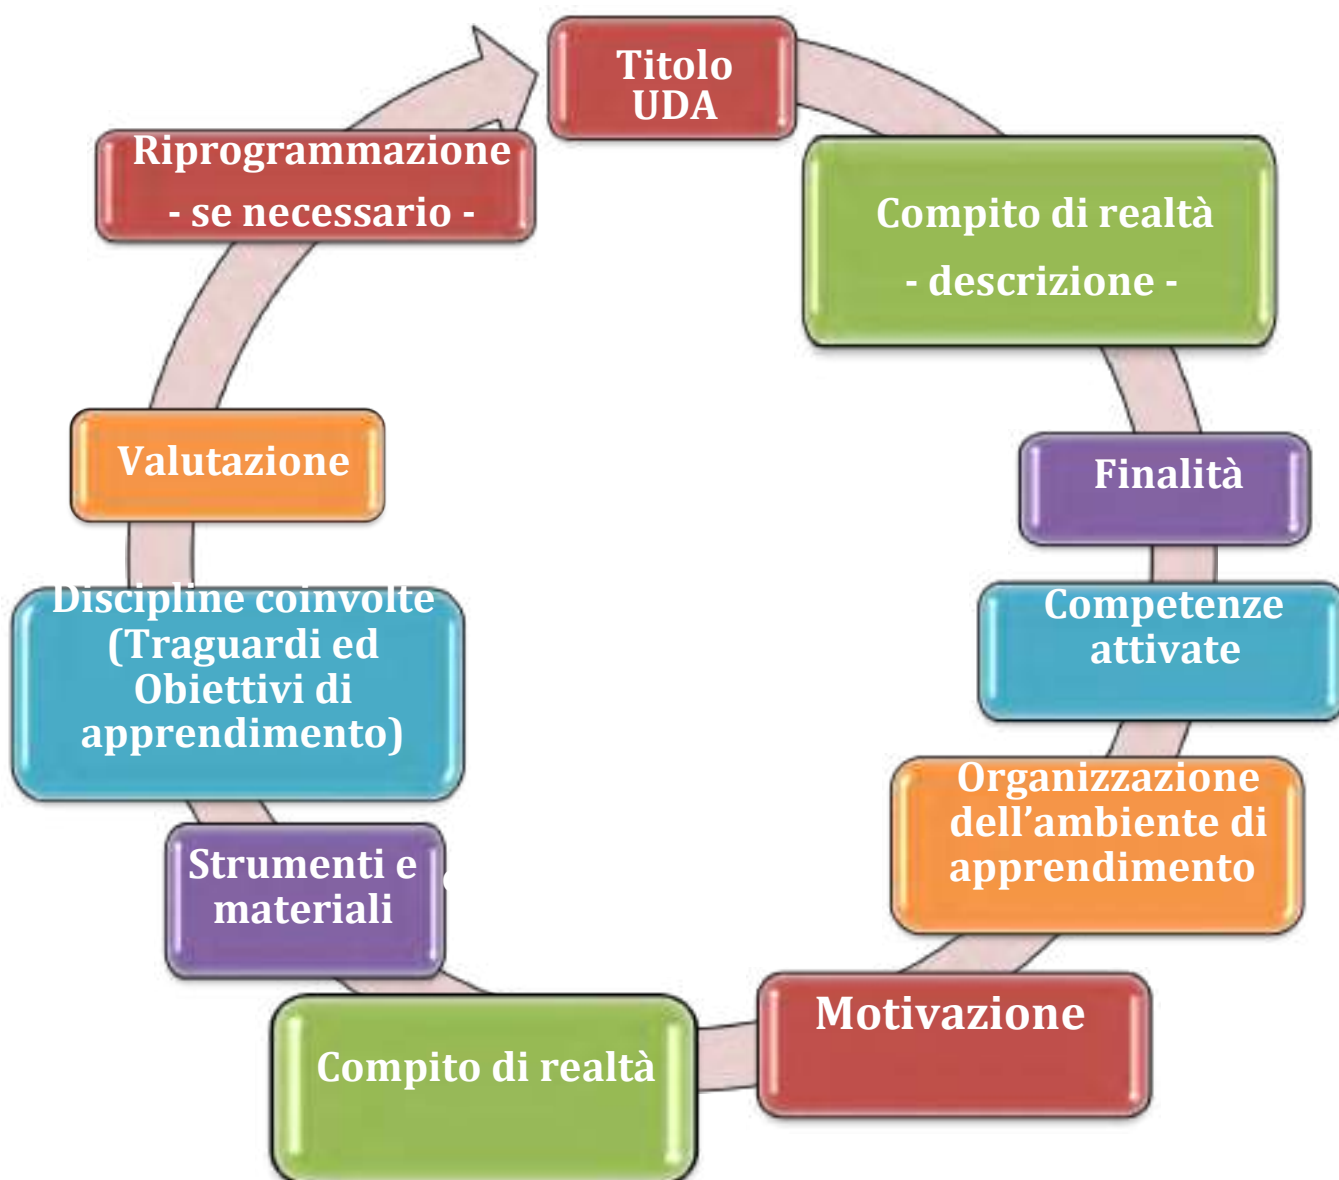 Titolo
UDA
Compito di realtà
- descrizione -
Finalità
Competenze
attivate
Organizzazione
dell’ambiente di
apprendimento
Motivazione
Compito di realtà
Strumenti e
materiali
Discipline coinvolte
(Traguardi ed
Obiettivi di
apprendimento)
Valutazione
Riprogrammazione
- se necessario -